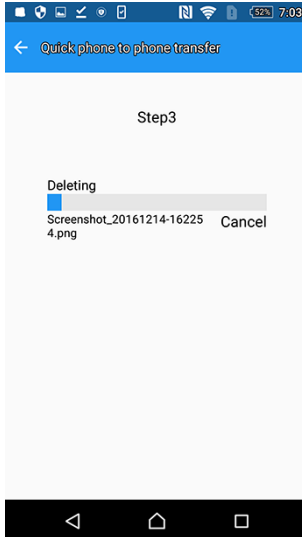 52% 7:03
Quick phone to phone transfer
Step3
Deleting
Screenshot_20161214-16225
4.png
Cancel